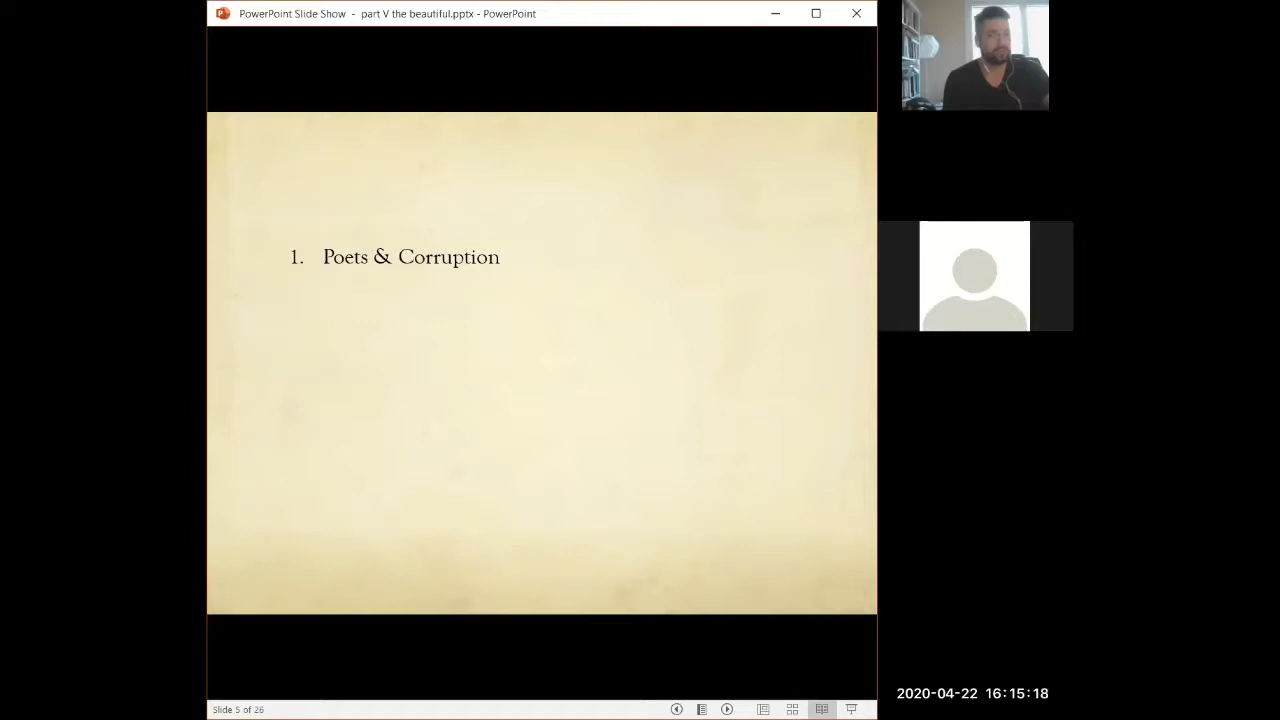 PowerPoint Slide Show - part V the beautiful.pptx - PowerPoint
1. Poets & Corruption
2020-04-22 16:15:18
Slide 5 of 26